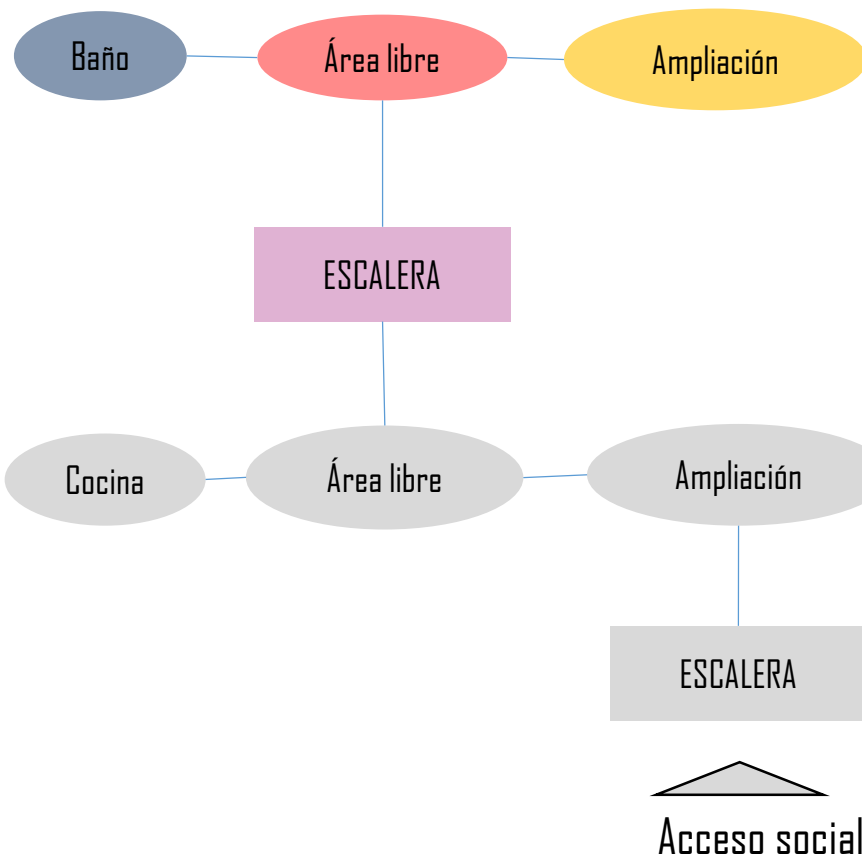 Baño
Área libre
Ampliación
ESCALERA
Cocina
Área libre
Ampliación
ESCALERA
Acceso social